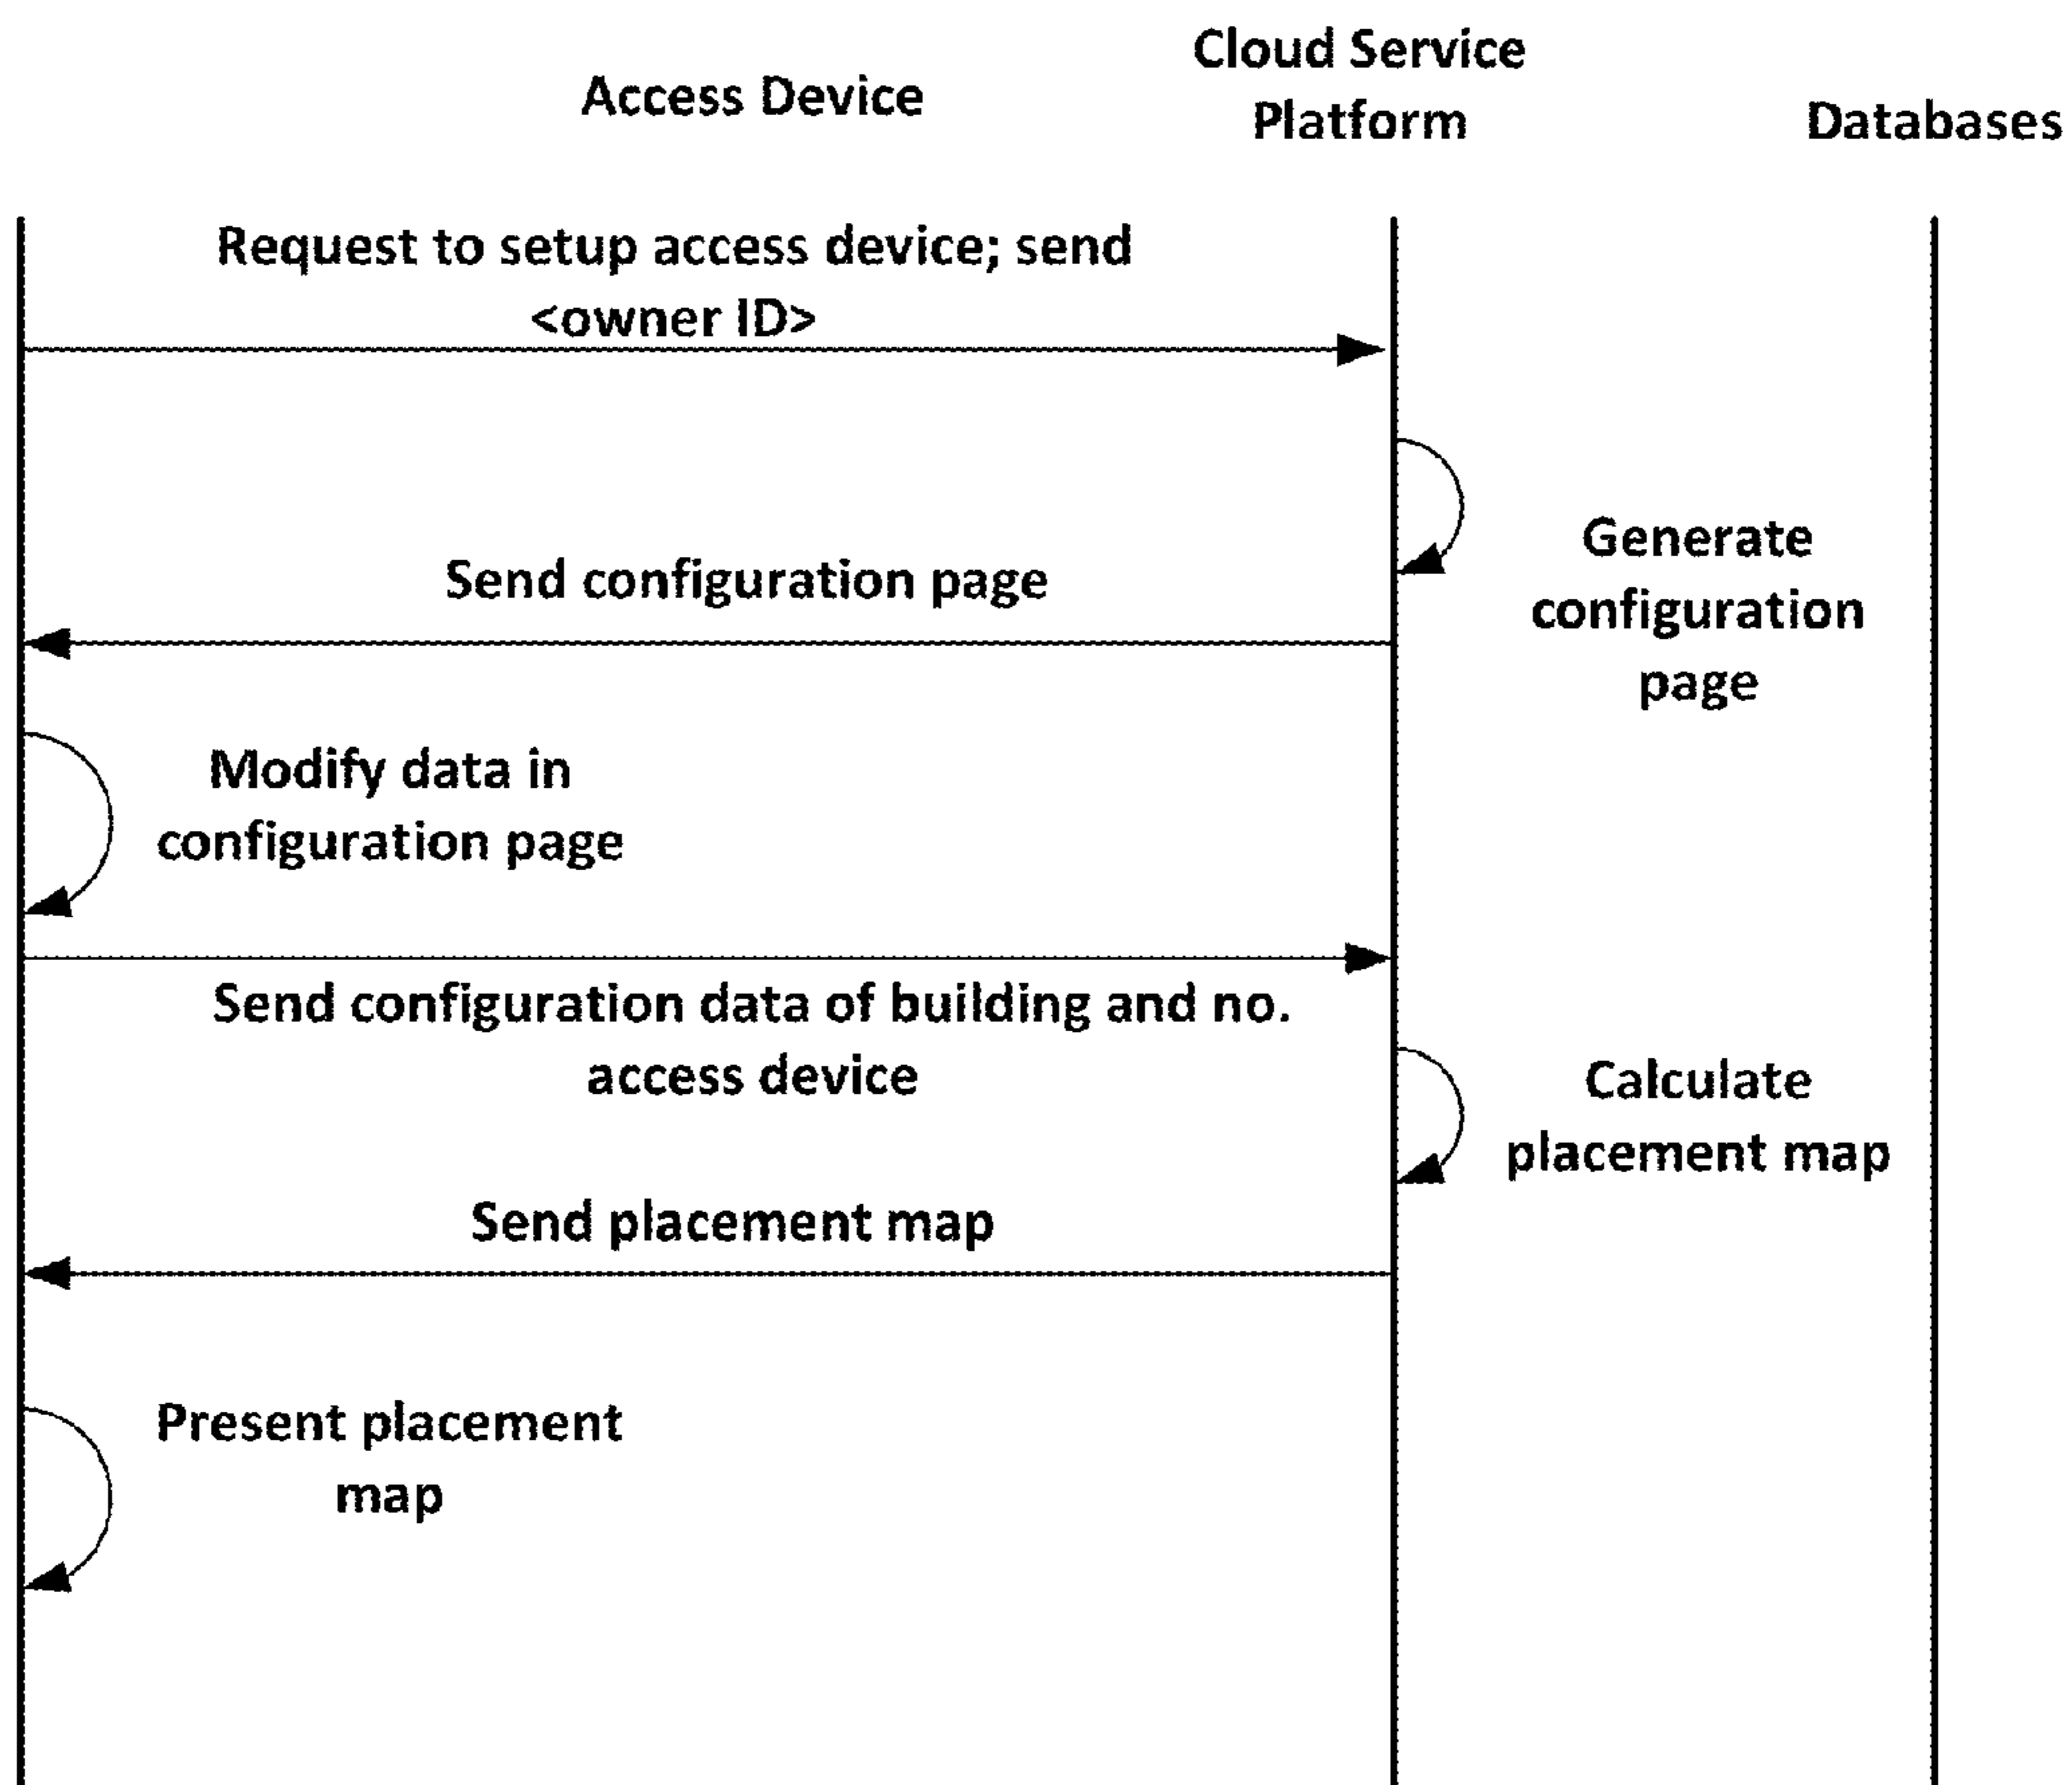 Cloud Service
Platform
Access Device
Databases
Request to setup access device; send
<owner ID>
Generate
configuration
page
Send configuration page
Modify data in
configuration page
Send configuration data of building and no.
access device
Calculate
placement map
Send placement map
Present placement
map